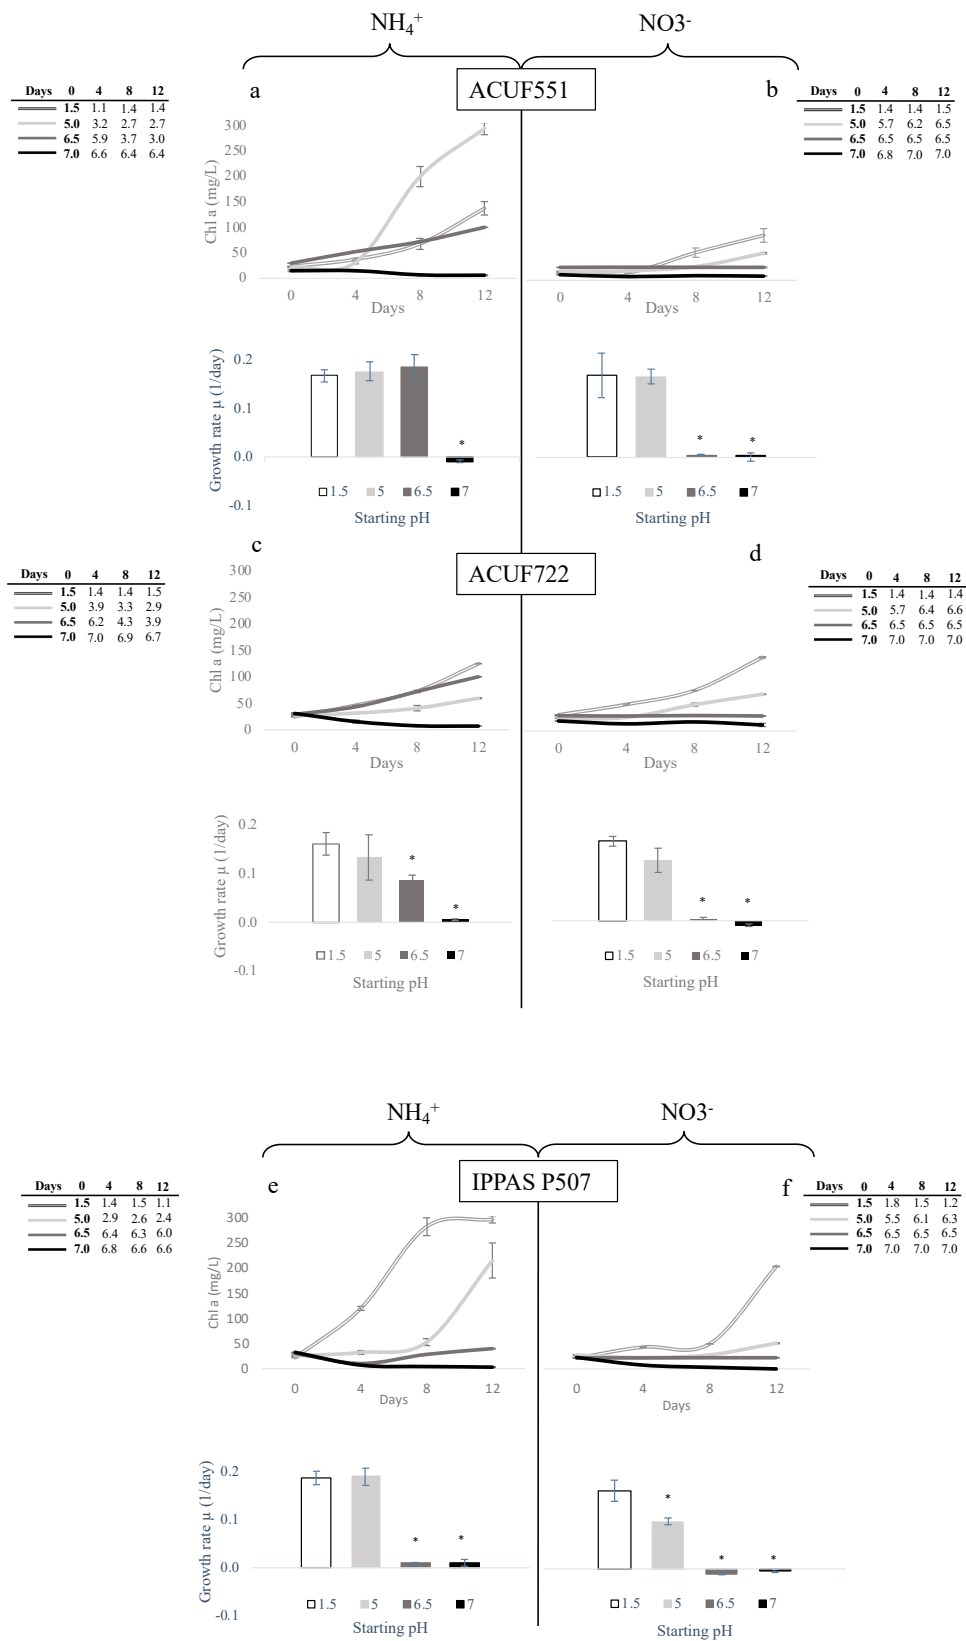 NH₄⁺ NO3⁻
a ACUF551 b
Days 0 4 8 12
1.5 1.1 1.4 1.4
5.0 3.2 2.7 2.7
6.5 5.9 3.7 3.0
7.0 6.6 6.4 6.4
Days 0 4 8 12
1.5 1.4 1.4 1.5
5.0 5.7 6.2 6.5
6.5 6.5 6.5 6.5
7.0 6.8 7.0 7.0
Chl a (mg/L)
300
250
200
150
100
50
0
0 4 8 12
Days
0 4 8 12
Days
Growth rate µ (1/day)
0.2
0.1
0.0
-0.1
*
* *
1.5 5 6.5 7
Starting pH
1.5 5 6.5 7
Starting pH
c ACUF722 d
Days 0 4 8 12
1.5 1.4 1.4 1.5
5.0 3.9 3.3 2.9
6.5 6.2 4.3 3.9
7.0 7.0 6.9 6.7
Days 0 4 8 12
1.5 1.4 1.4 1.4
5.0 5.7 6.4 6.6
6.5 6.5 6.5 6.5
7.0 7.0 7.0 7.0
Chl a (mg/L)
300
250
200
150
100
50
0
0 4 8 12
Days
0 4 8 12
Days
Growth rate µ (1/day)
0.2
0.1
0.0
-0.1
* *
* *
1.5 5 6.5 7
Starting pH
1.5 5 6.5 7
Starting pH
NH₄⁺ NO3⁻
e IPPAS P507 f
Days 0 4 8 12
1.5 1.4 1.5 1.1
5.0 2.9 2.6 2.4
6.5 6.4 6.3 6.0
7.0 6.8 6.6 6.6
Days 0 4 8 12
1.5 1.8 1.5 1.2
5.0 5.5 6.1 6.3
6.5 6.5 6.5 6.5
7.0 7.0 7.0 7.0
Chl a (mg/L)
300
250
200
150
100
50
0
0 4 8 12
Days
0 4 8 12
Days
Growth rate µ (1/day)
0.2
0.1
0.0
-0.1
* *
* * *
1.5 5 6.5 7
Starting pH
1.5 5 6.5 7
Starting pH